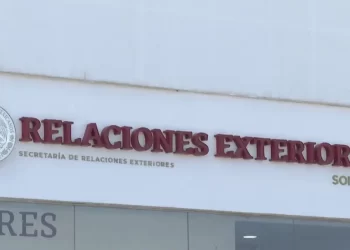 RELACIONES EXTERIOR
SECRETARÍA DE RELACIONES EXTERIORES
SO
RES